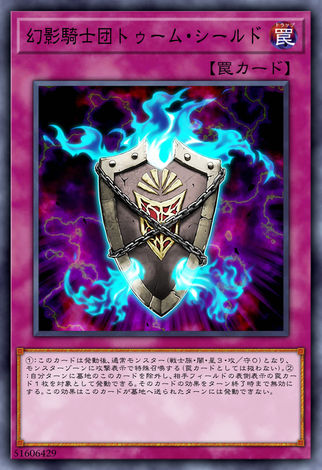 幻影騎士団トゥーム・シールド
トラップ
罠
【罠カード】
①：このカードは発動後、通常モンスター（戦士族・闇・星３・攻／守０）となり、
モンスターゾーンに攻撃表示で特殊召喚する（罠カードとしては扱わない）。②
：自分ターンに墓地のこのカードを除外し、相手フィールドの表側表示の罠カー
ド１枚を対象として発動できる。そのカードの効果をターン終了時まで無効に
する。この効果はこのカードが墓地へ送られたターンには発動できない。
51606429